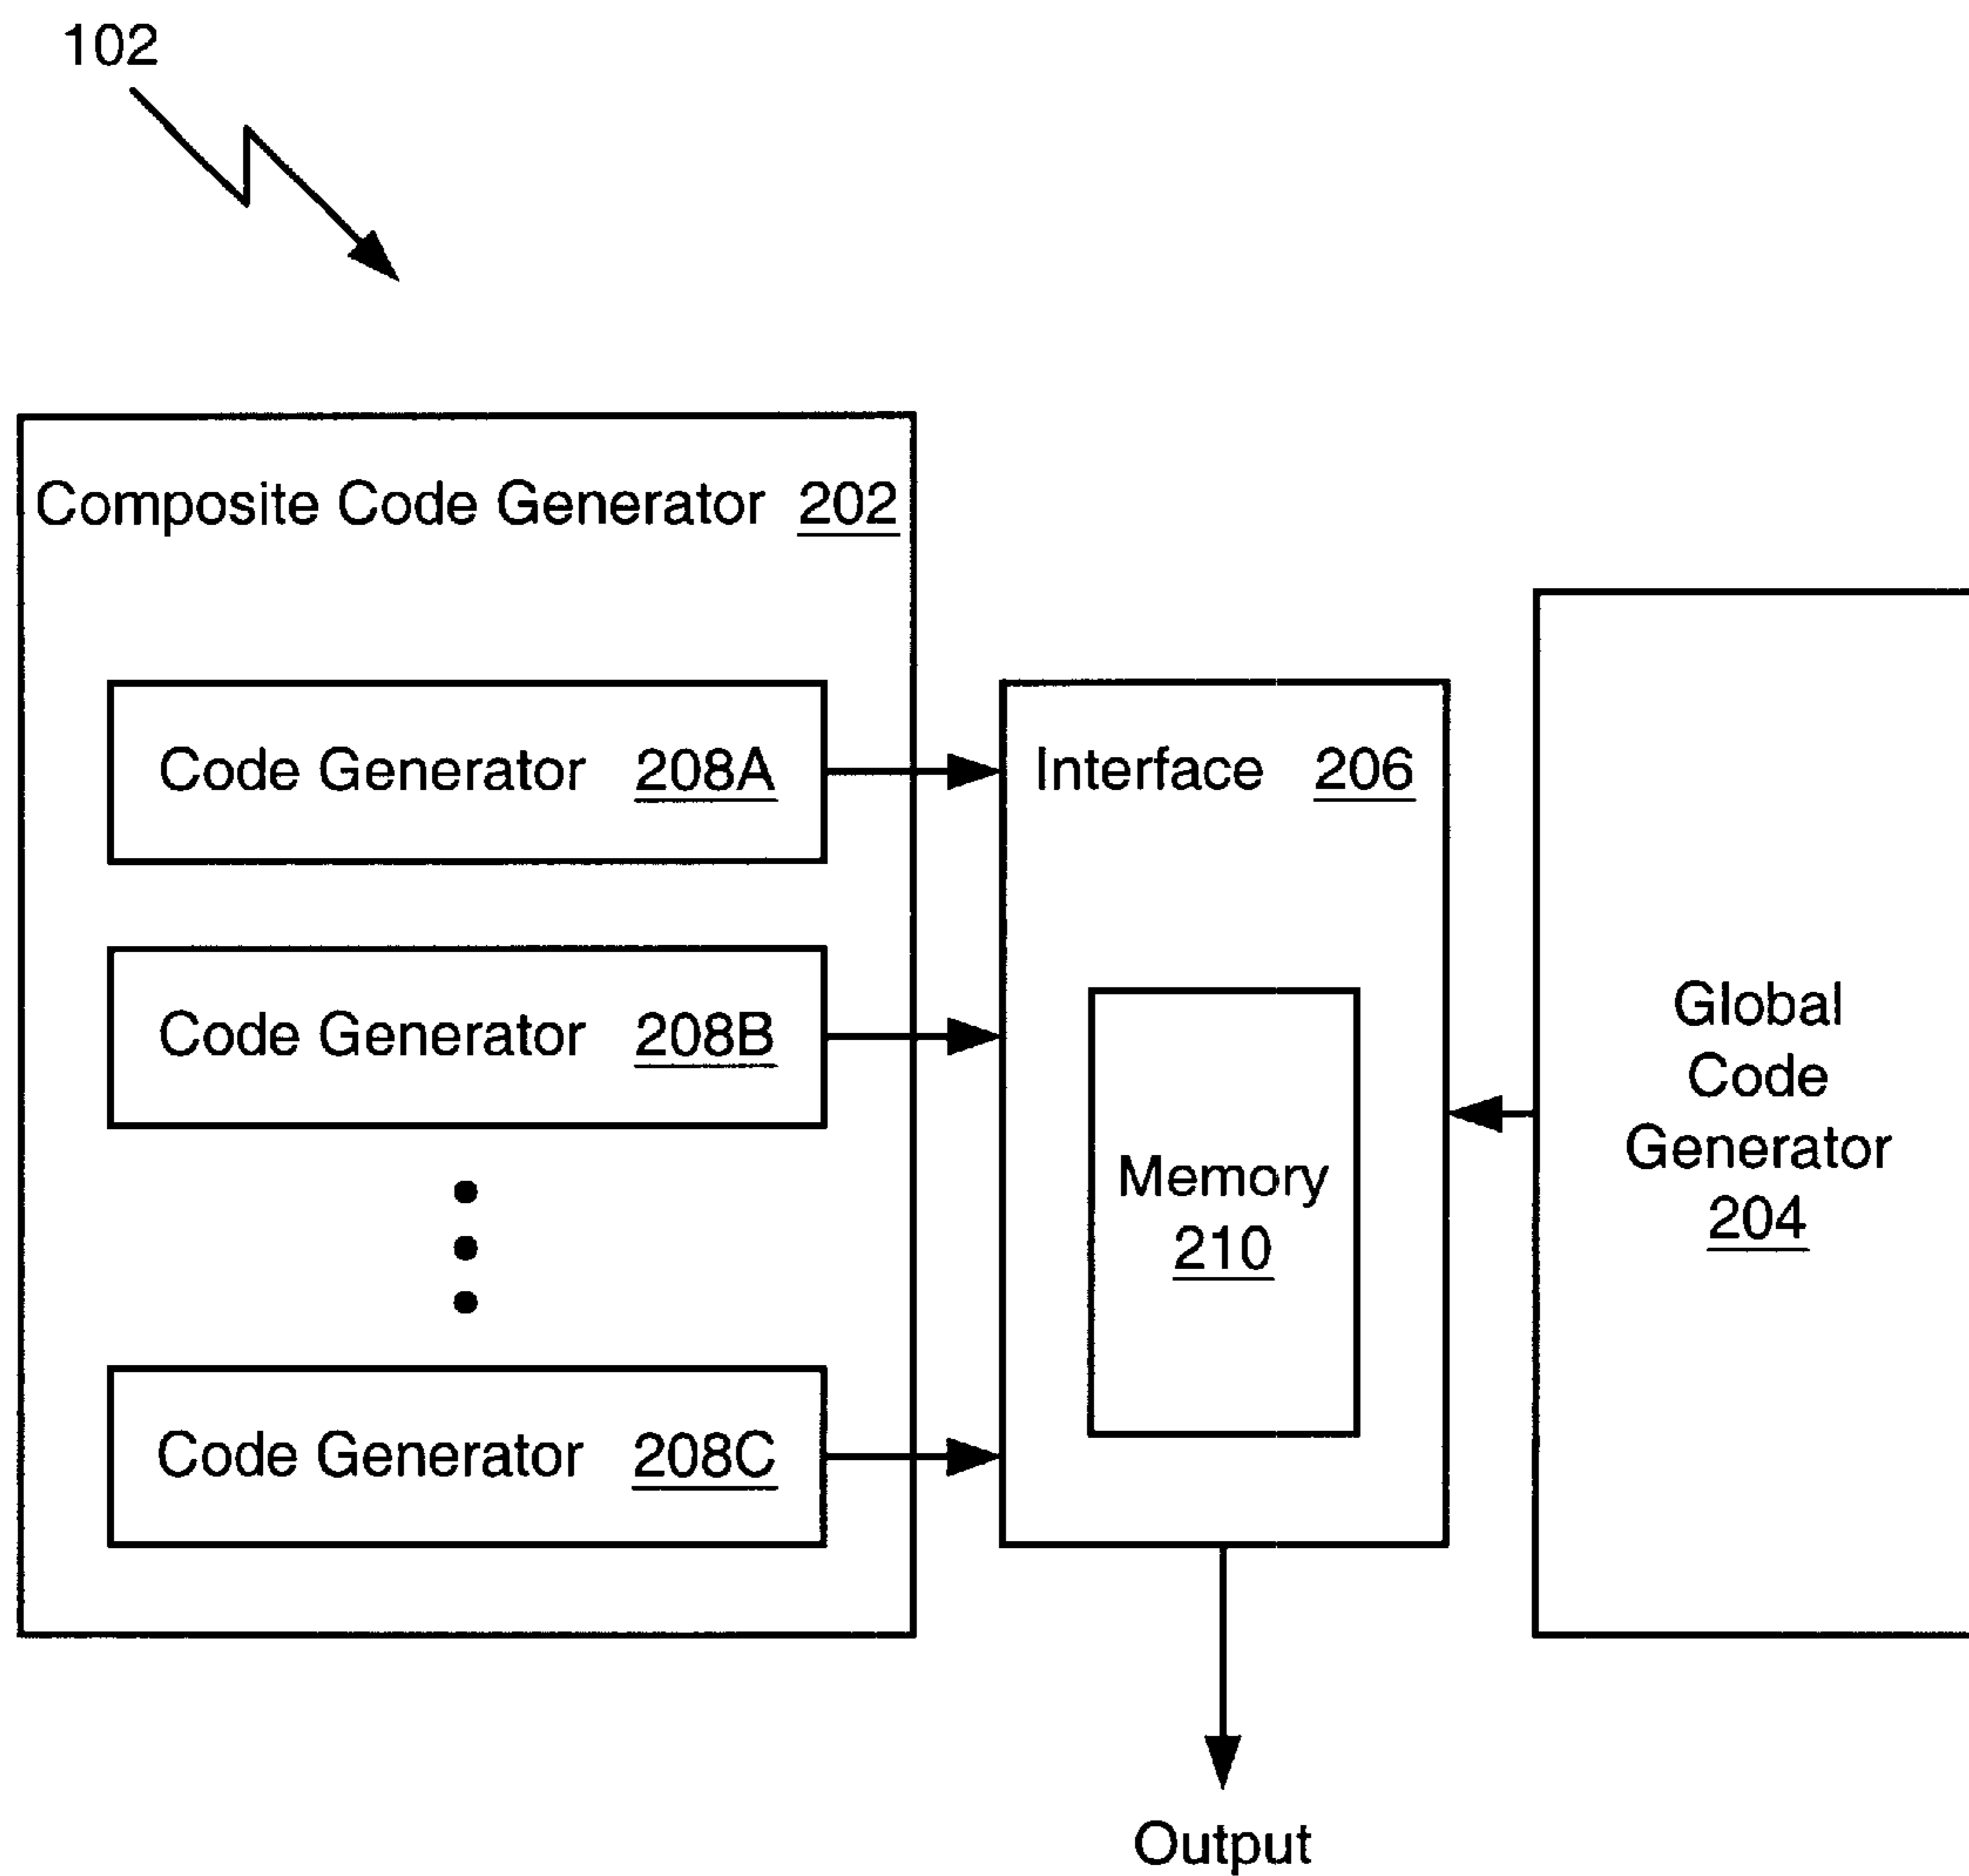 102
Composite Code Generator 202
Code Generator 208A
Interface 206
Code Generator 208B
Global
Code
Generator
204
Memory
210
Code Generator 208C
Output